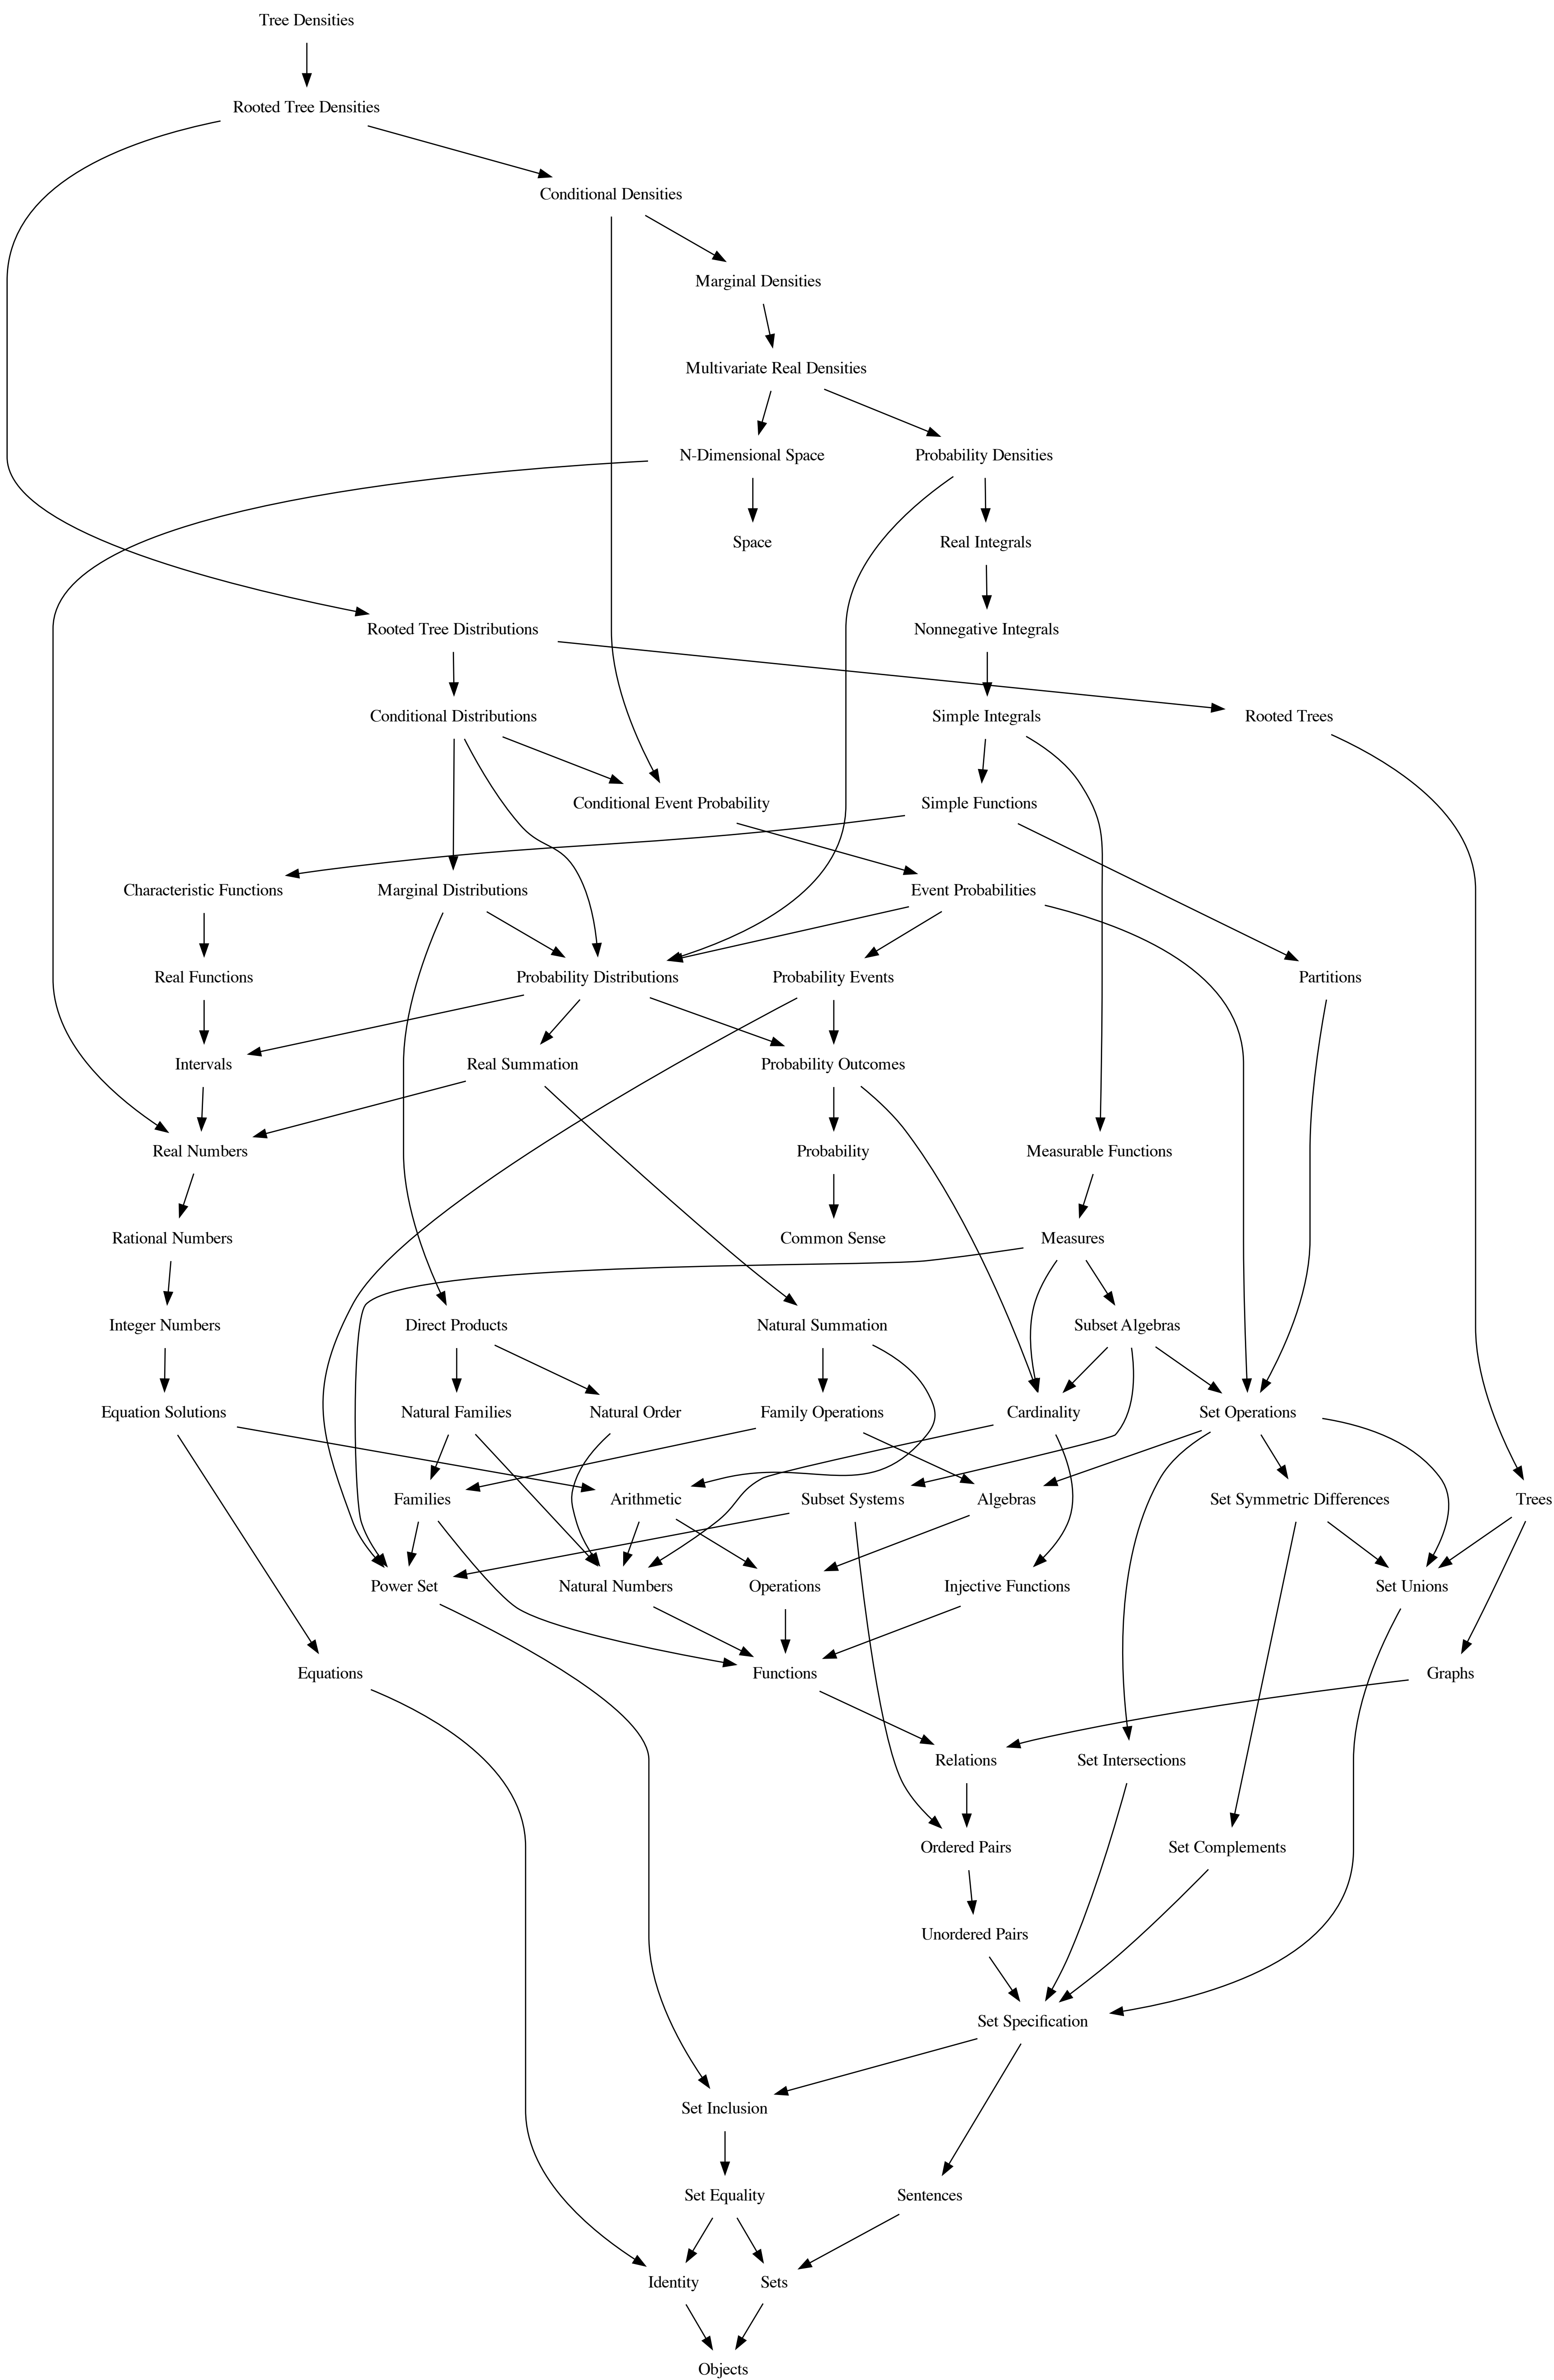 Tree Densities
Rooted Tree Densities
Conditional Densities
Marginal Densities
Multivariate Real Densities
N-Dimensional Space
Probability Densities
Space
Real Integrals
Rooted Tree Distributions
Nonnegative Integrals
Conditional Distributions
Simple Integrals
Rooted Trees
Conditional Event Probability
Simple Functions
Characteristic Functions
Marginal Distributions
Event Probabilities
Real Functions
Probability Distributions
Probability Events
Partitions
Intervals
Real Summation
Probability Outcomes
Real Numbers
Probability
Measurable Functions
Rational Numbers
Common Sense
Measures
Integer Numbers
Direct Products
Natural Summation
Subset Algebras
Equation Solutions
Natural Families
Natural Order
Family Operations
Cardinality
Set Operations
Families
Arithmetic
Subset Systems
Algebras
Set Symmetric Differences
Trees
Power Set
Natural Numbers
Operations
Injective Functions
Set Unions
Equations
Functions
Graphs
Relations
Set Intersections
Ordered Pairs
Set Complements
Unordered Pairs
Set Specification
Set Inclusion
Set Equality
Sentences
Identity
Sets
Objects